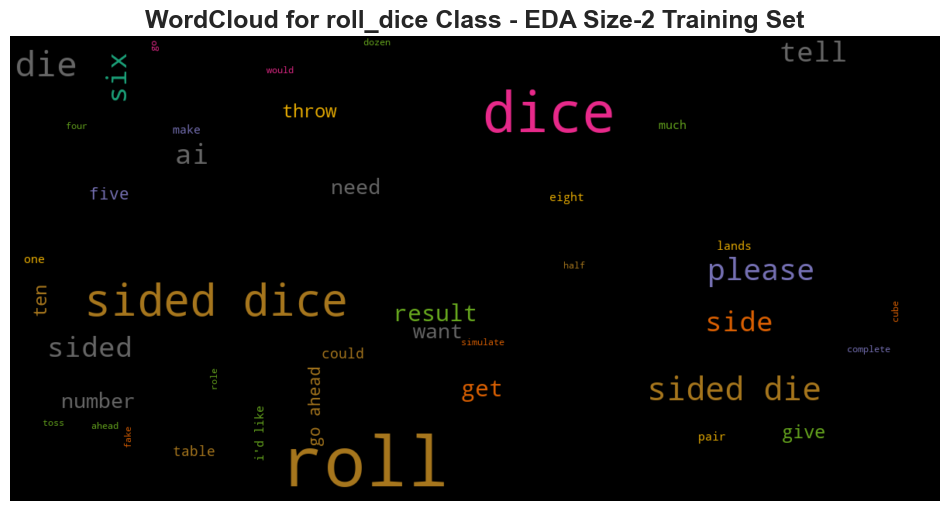 WordCloud for roll_dice Class - EDA Size-2 Training Set
die
six
go
would
dozen
tell
dice
throw
four
make
much
ai
need
five
eight
one
lands
half
please
ten
sided dice
result
want
side
cube
simulate
sided
could
complete
role
go ahead
get
sided die
number
table
i'd like
toss
ahead
fake
pair
give
roll